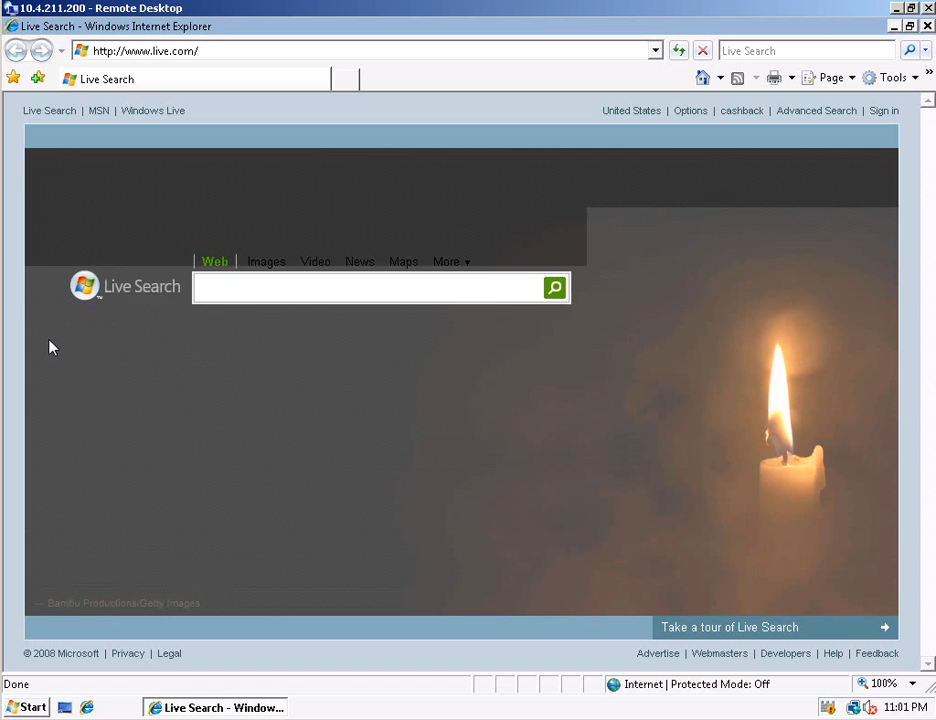 10.4.211.200 - Remote Desktop
Live Search - Windows Internet Explorer
http://www.live.com/
Live Search
Live Search
Page
Tools
»
Live Search | MSN | Windows Live
United States | Options | cashback | Advanced Search | Sign in
| Web | Images Video News Maps More ▾
Live Search
— Bambu Productions/Getty Images
Take a tour of Live Search
© 2008 Microsoft | Privacy | Legal
Advertise | Webmasters | Developers | Help | Feedback
Done
Internet | Protected Mode: Off
100%
Start
Live Search - Window...
11:01 PM